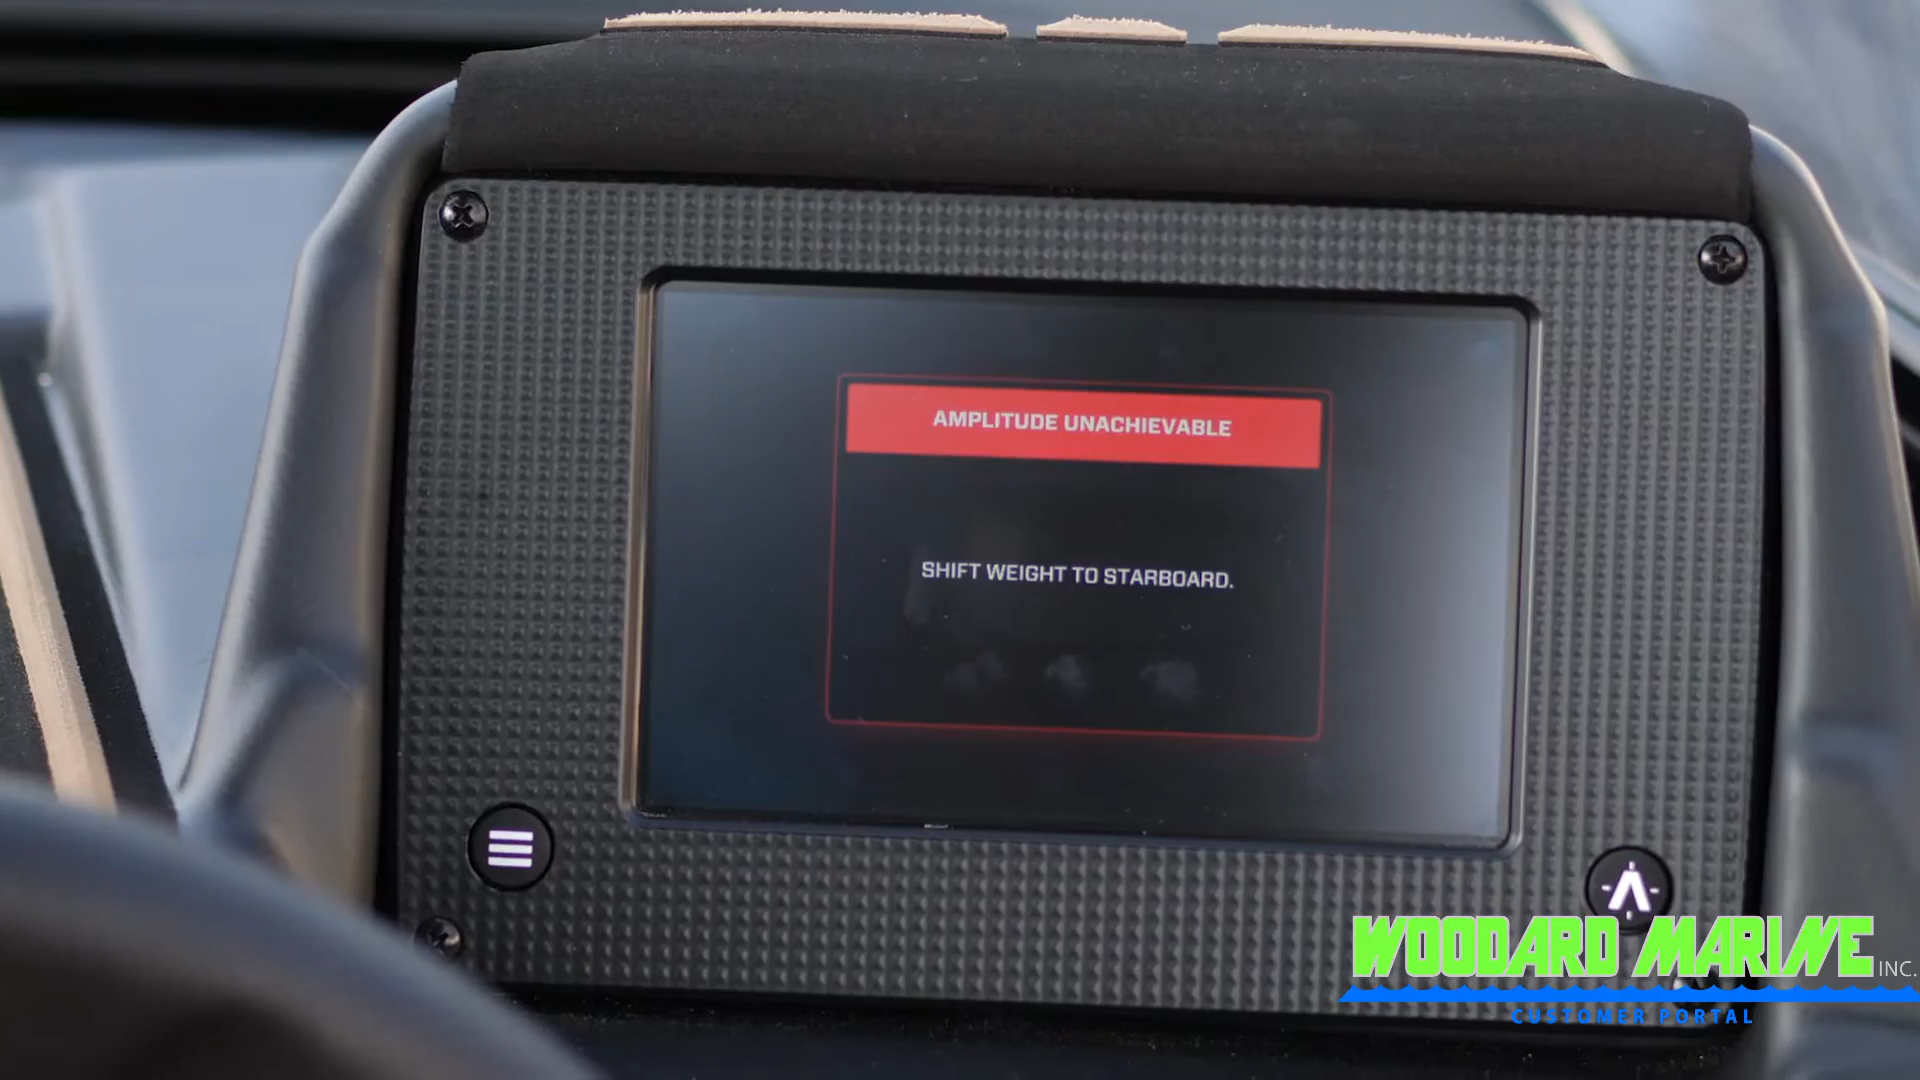 AMPLITUDE UNACHIEVABLE
SHIFT WEIGHT TO STARBOARD.
WOODARD MARINE INC.
CUSTOMER PORTAL